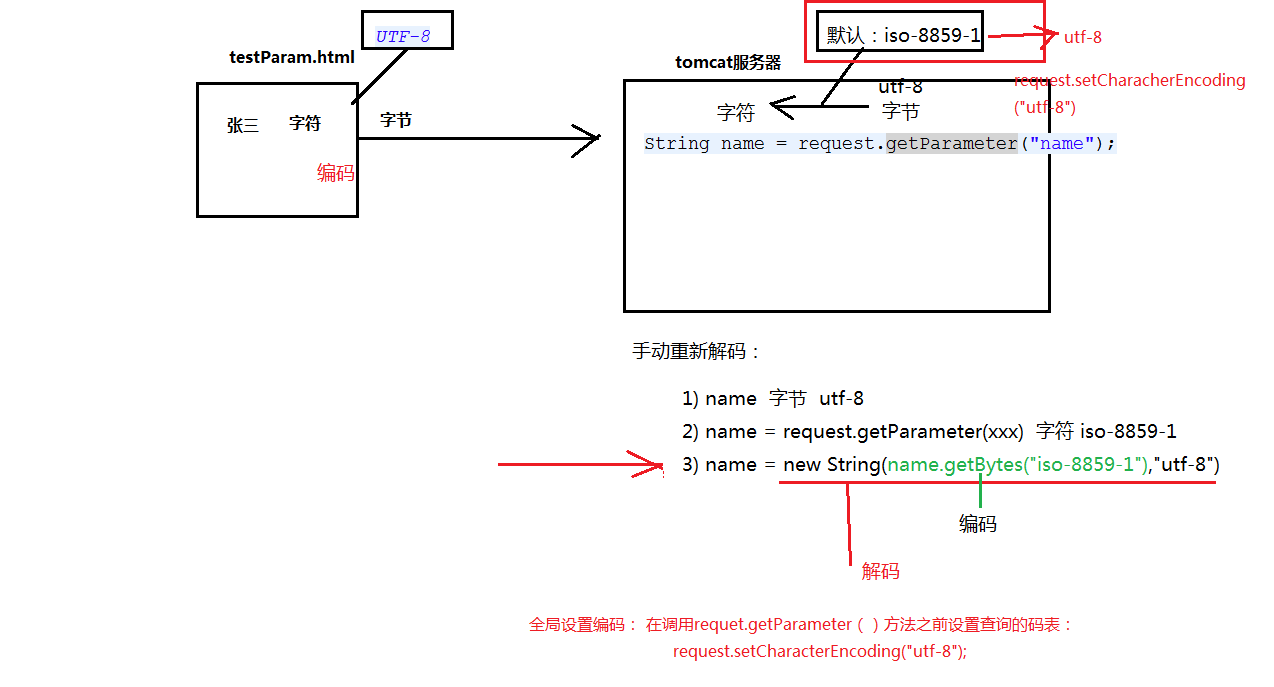 UTF-8
testParam.html
张三 字符
编码
字节
默认：iso-8859-1
utf-8
tomcat服务器
request.setCharacherEncoding
("utf-8")
utf-8
字符
字节
String name = request.getParameter("name");
手动重新解码：
1) name 字节 utf-8
2) name = request.getParameter(xxx) 字符 iso-8859-1
3) name = new String(name.getBytes("iso-8859-1"),"utf-8")
编码
解码
全局设置编码： 在调用requet.getParameter（ ）方法之前设置查询的码表：
request.setCharacterEncoding("utf-8");